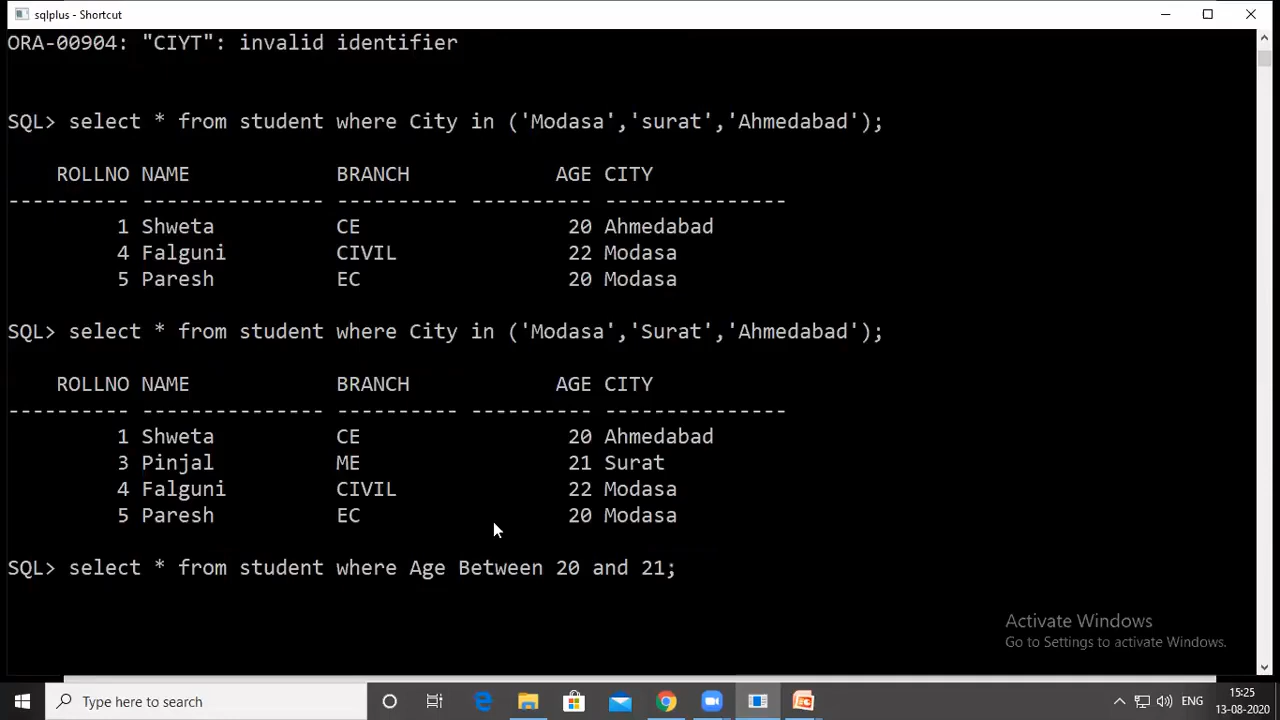 sqlplus - Shortcut
ORA-00904: "CIYT": invalid identifier
SQL> select * from student where City in ('Modasa','surat','Ahmedabad');
ROLLNO NAME BRANCH AGE CITY
---------- --------------- ---------- ---------- ---------------
1 Shweta CE 20 Ahmedabad
4 Falguni CIVIL 22 Modasa
5 Paresh EC 20 Modasa
SQL> select * from student where City in ('Modasa','Surat','Ahmedabad');
ROLLNO NAME BRANCH AGE CITY
---------- --------------- ---------- ---------- ---------------
1 Shweta CE 20 Ahmedabad
3 Pinjal ME 21 Surat
4 Falguni CIVIL 22 Modasa
5 Paresh EC 20 Modasa
SQL> select * from student where Age Between 20 and 21;
Activate Windows
Go to Settings to activate Windows.
Type here to search
ENG
15:25
13-08-2020